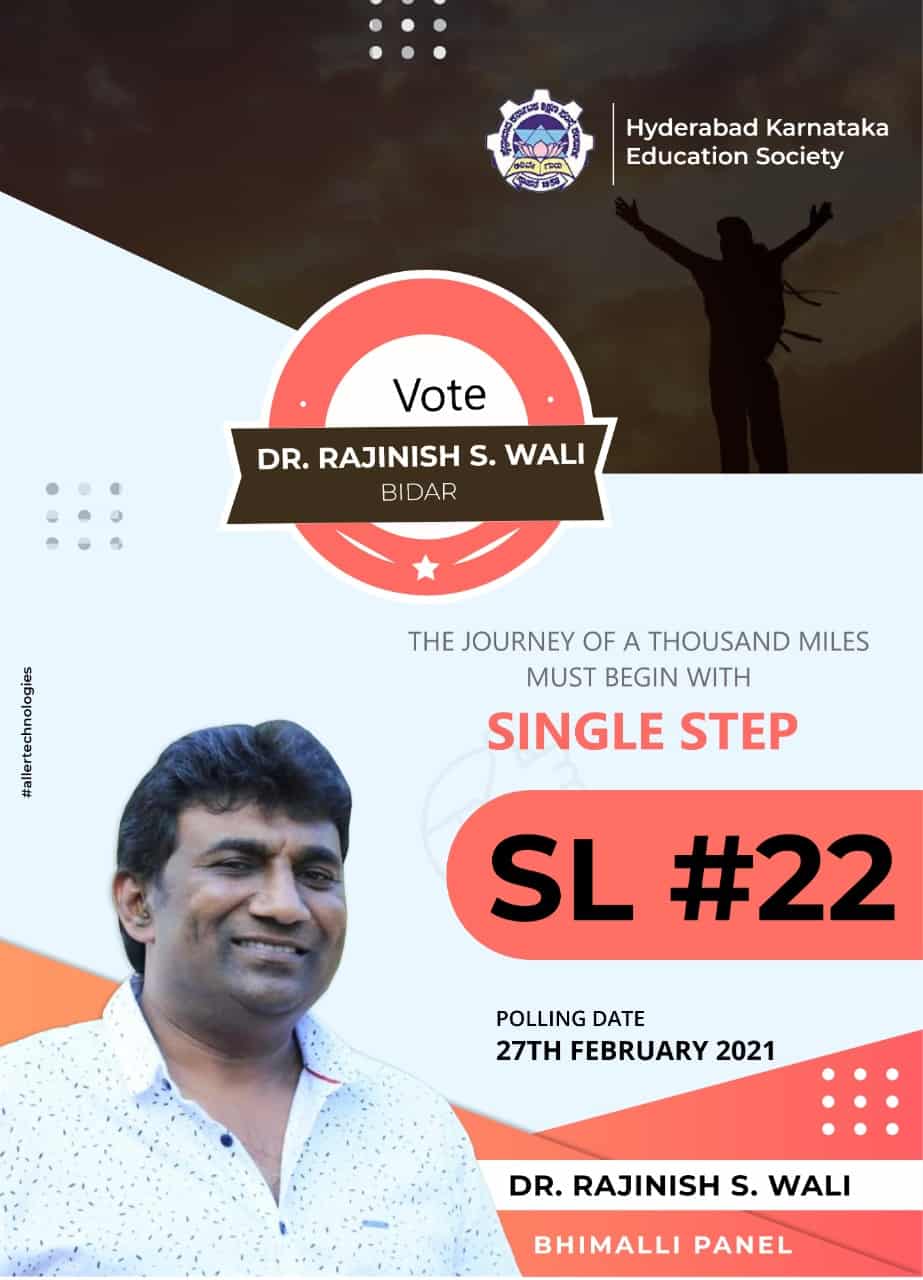 Hyderabad Karnataka
Education Society
Vote
DR. RAJINISH S. WALI
BIDAR
THE JOURNEY OF A THOUSAND MILES
MUST BEGIN WITH
SINGLE STEP
#allertechnologies
SL #22
POLLING DATE
27TH FEBRUARY 2021
DR. RAJINISH S. WALI
BHIMALLI PANEL